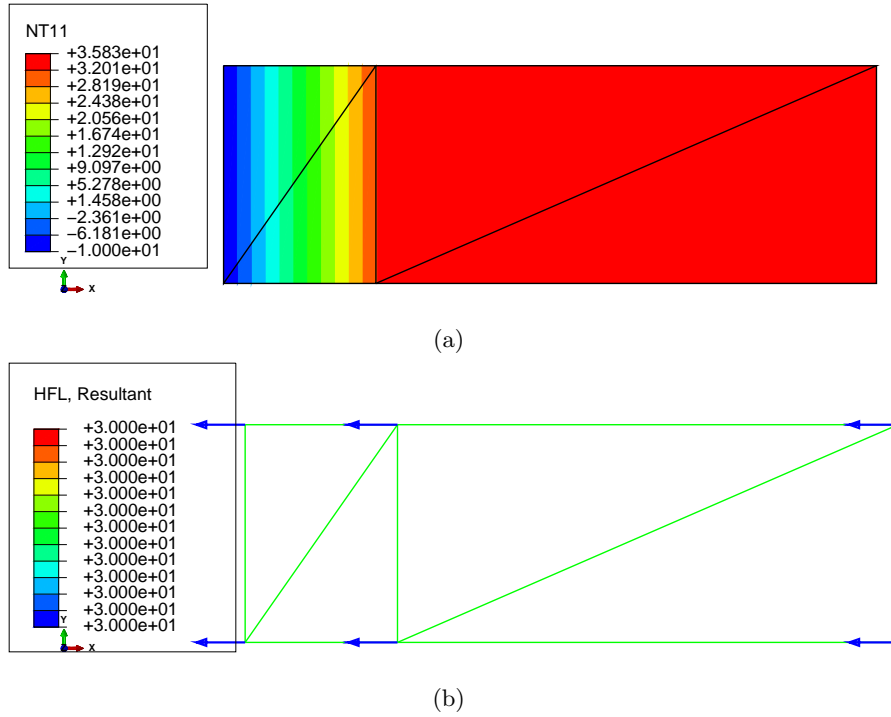 NT11
+3.583e+01
+3.201e+01
+2.819e+01
+2.438e+01
+2.056e+01
+1.674e+01
+1.292e+01
+9.097e+00
+5.278e+00
+1.458e+00
−2.361e+00
−6.181e+00
−1.000e+01
Y
X
(a)
HFL, Resultant
+3.000e+01
+3.000e+01
+3.000e+01
+3.000e+01
+3.000e+01
+3.000e+01
+3.000e+01
+3.000e+01
+3.000e+01
+3.000e+01
+3.000e+01
+3.000e+01
+3.000e+01
Y
X
(b)